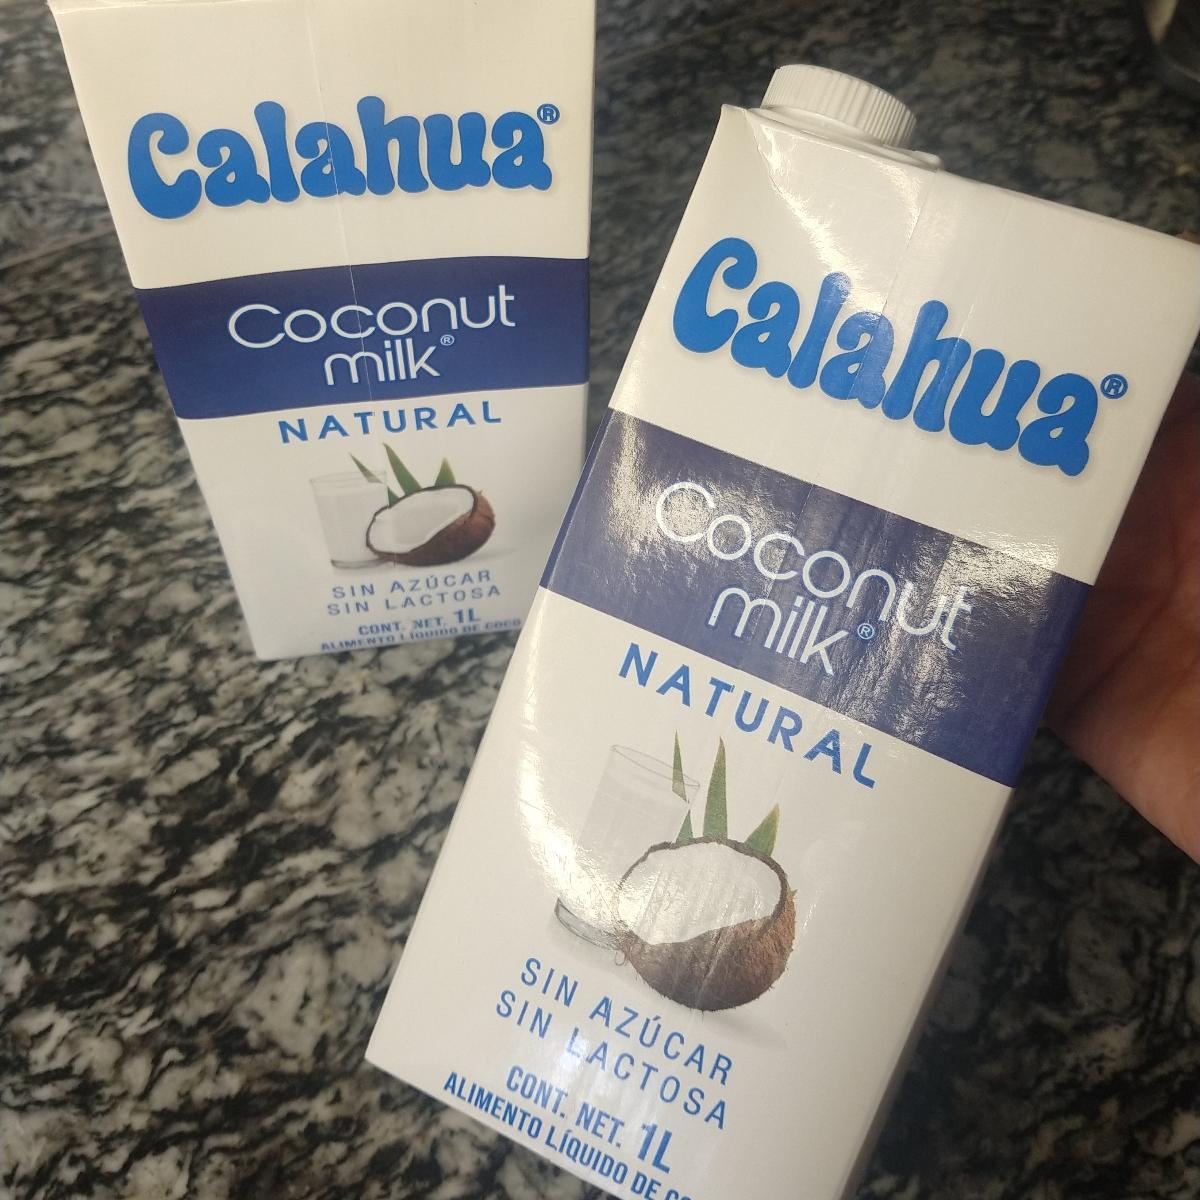 Calahua®
Coconut
milk®
NATURAL
SIN AZÚCAR
SIN LACTOSA
CONT. NET. 1L
ALIMENTO LÍQUIDO DE COCO
Calahua®
Coconut
milk®
NATURAL
SIN AZÚCAR
SIN LACTOSA
CONT. NET. 1L
ALIMENTO LÍQUIDO DE